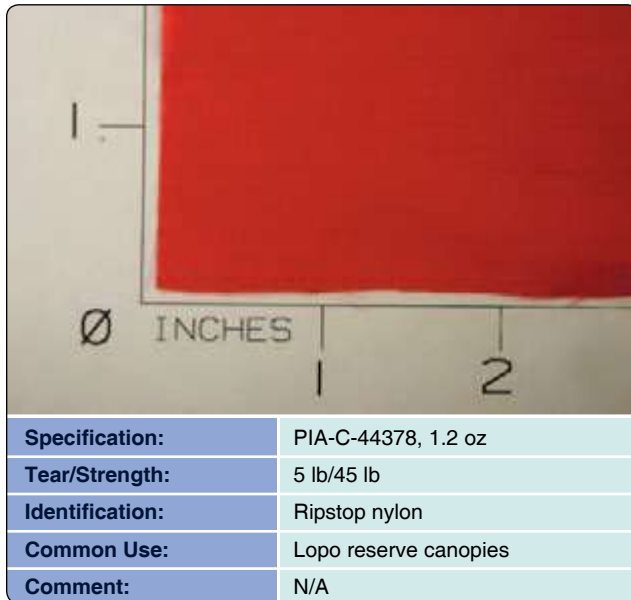 1
Ø INCHES
1 2
Specification: PIA-C-44378, 1.2 oz
Tear/Strength: 5 lb/45 lb
Identification: Ripstop nylon
Common Use: Lopo reserve canopies
Comment: N/A